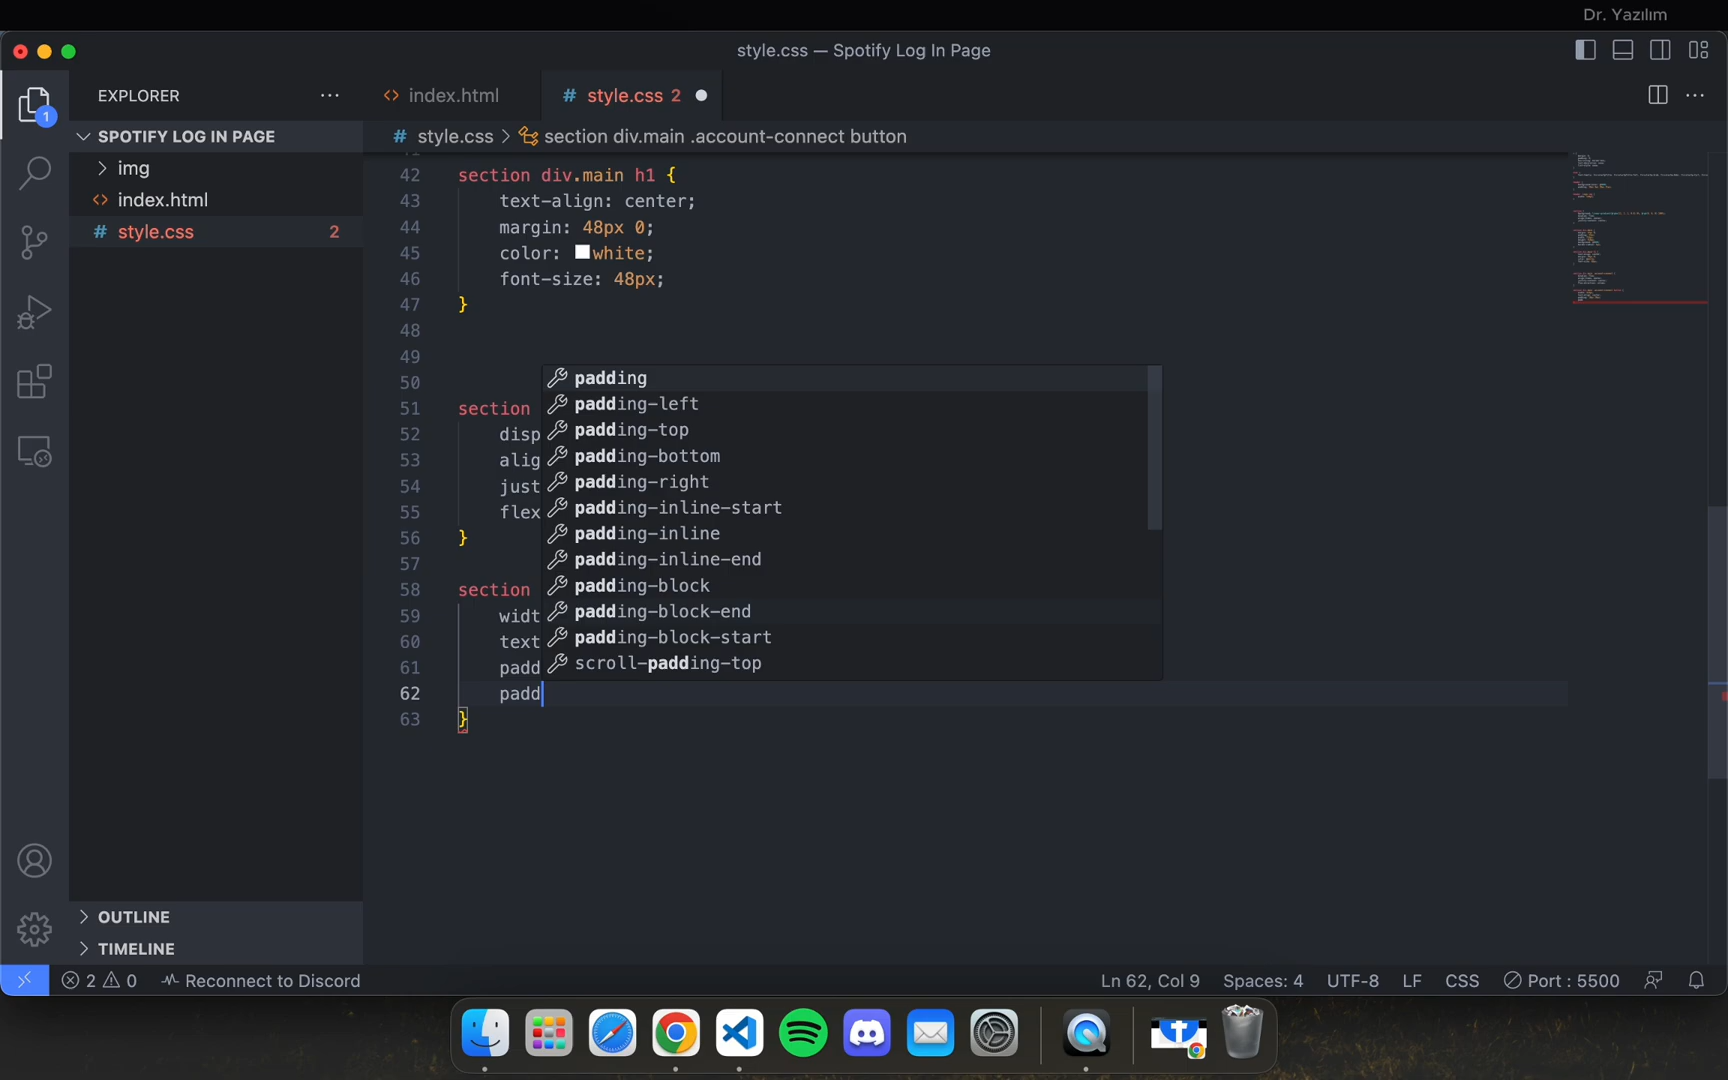 Dr. Yazılım
style.css — Spotify Log In Page
EXPLORER
index.html
# style.css 2
SPOTIFY LOG IN PAGE
# style.css > section div.main .account-connect button
img
index.html
# style.css 2
42 section div.main h1 {
43 text-align: center;
44 margin: 48px 0;
45 color: white;
46 font-size: 48px;
47 }
48
49
50
51 section
52 disp
53 alig
54 just
55 flex
56 }
57
58 section
59 widt
60 text
61 padd
62 padd
63 }
padding
padding-left
padding-top
padding-bottom
padding-right
padding-inline-start
padding-inline
padding-inline-end
padding-block
padding-block-end
padding-block-start
scroll-padding-top
1
OUTLINE
TIMELINE
2 0 Reconnect to Discord
Ln 62, Col 9 Spaces: 4 UTF-8 LF CSS Port : 5500